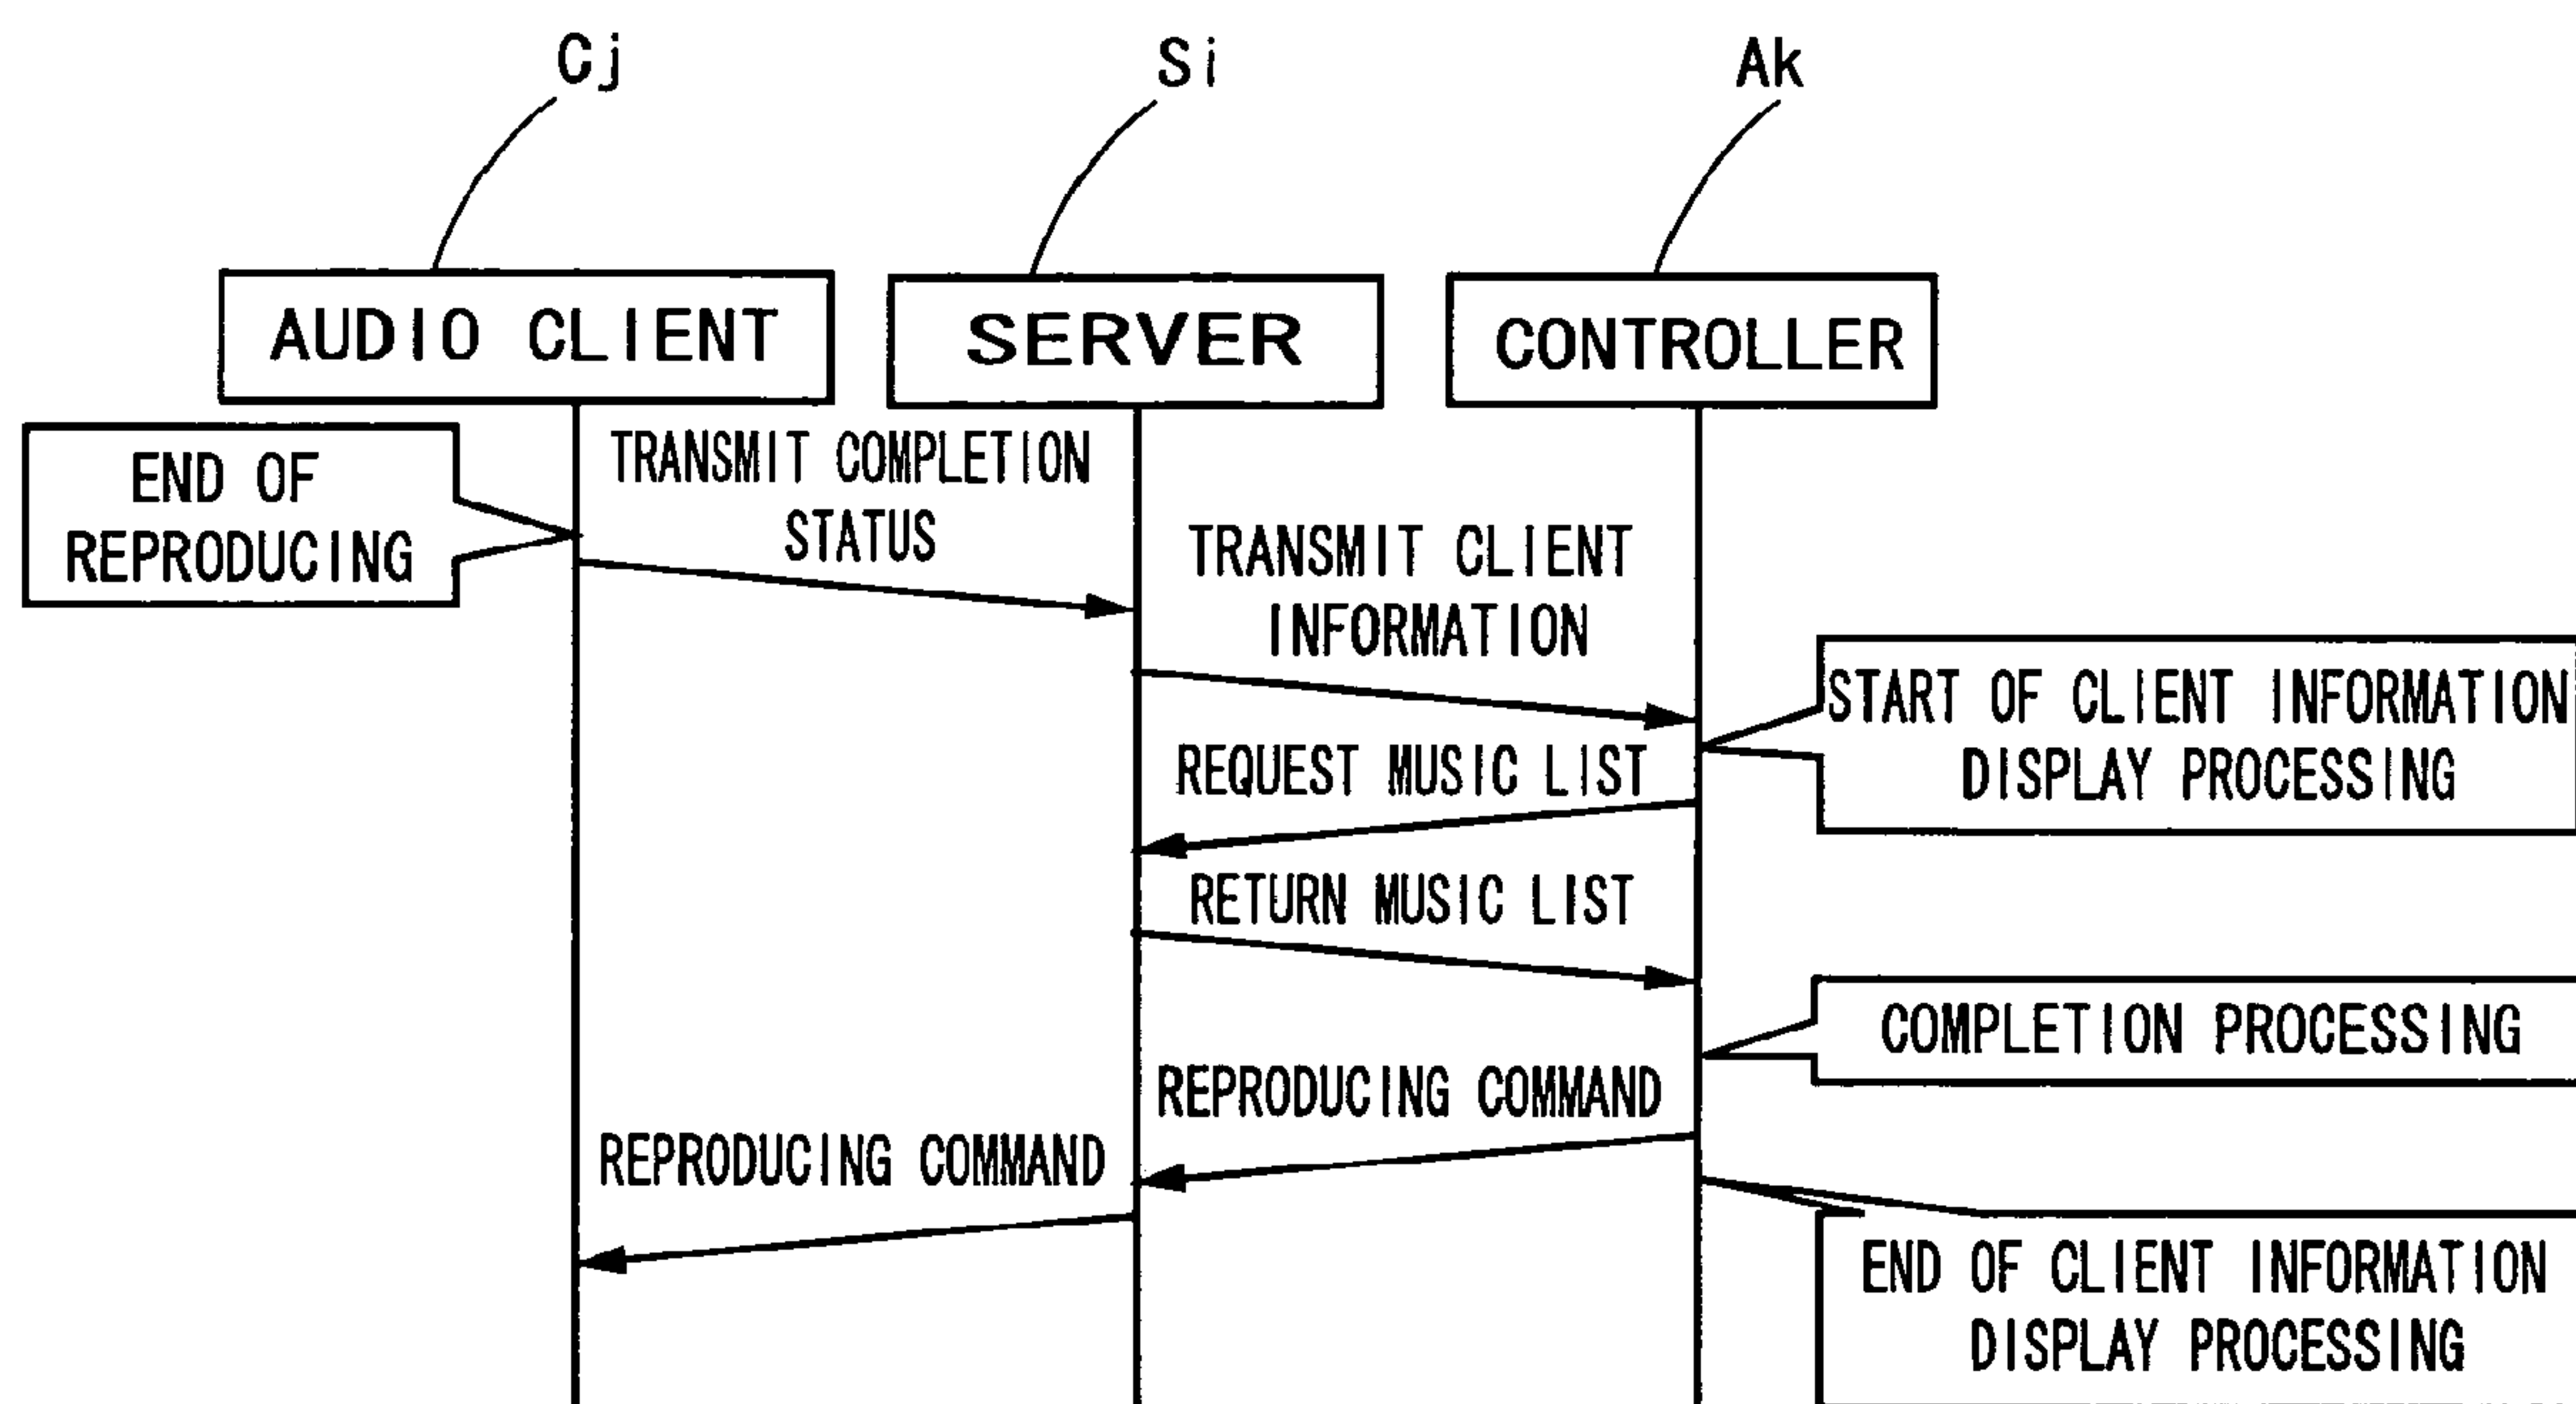 Cj
Si
Ak
AUDIO CLIENT
SERVER
CONTROLLER
END OF
REPRODUCING
TRANSMIT COMPLETION
STATUS
TRANSMIT CLIENT
INFORMATION
START OF CLIENT INFORMATION
DISPLAY PROCESSING
REQUEST MUSIC LIST
RETURN MUSIC LIST
COMPLETION PROCESSING
REPRODUCING COMMAND
REPRODUCING COMMAND
END OF CLIENT INFORMATION
DISPLAY PROCESSING